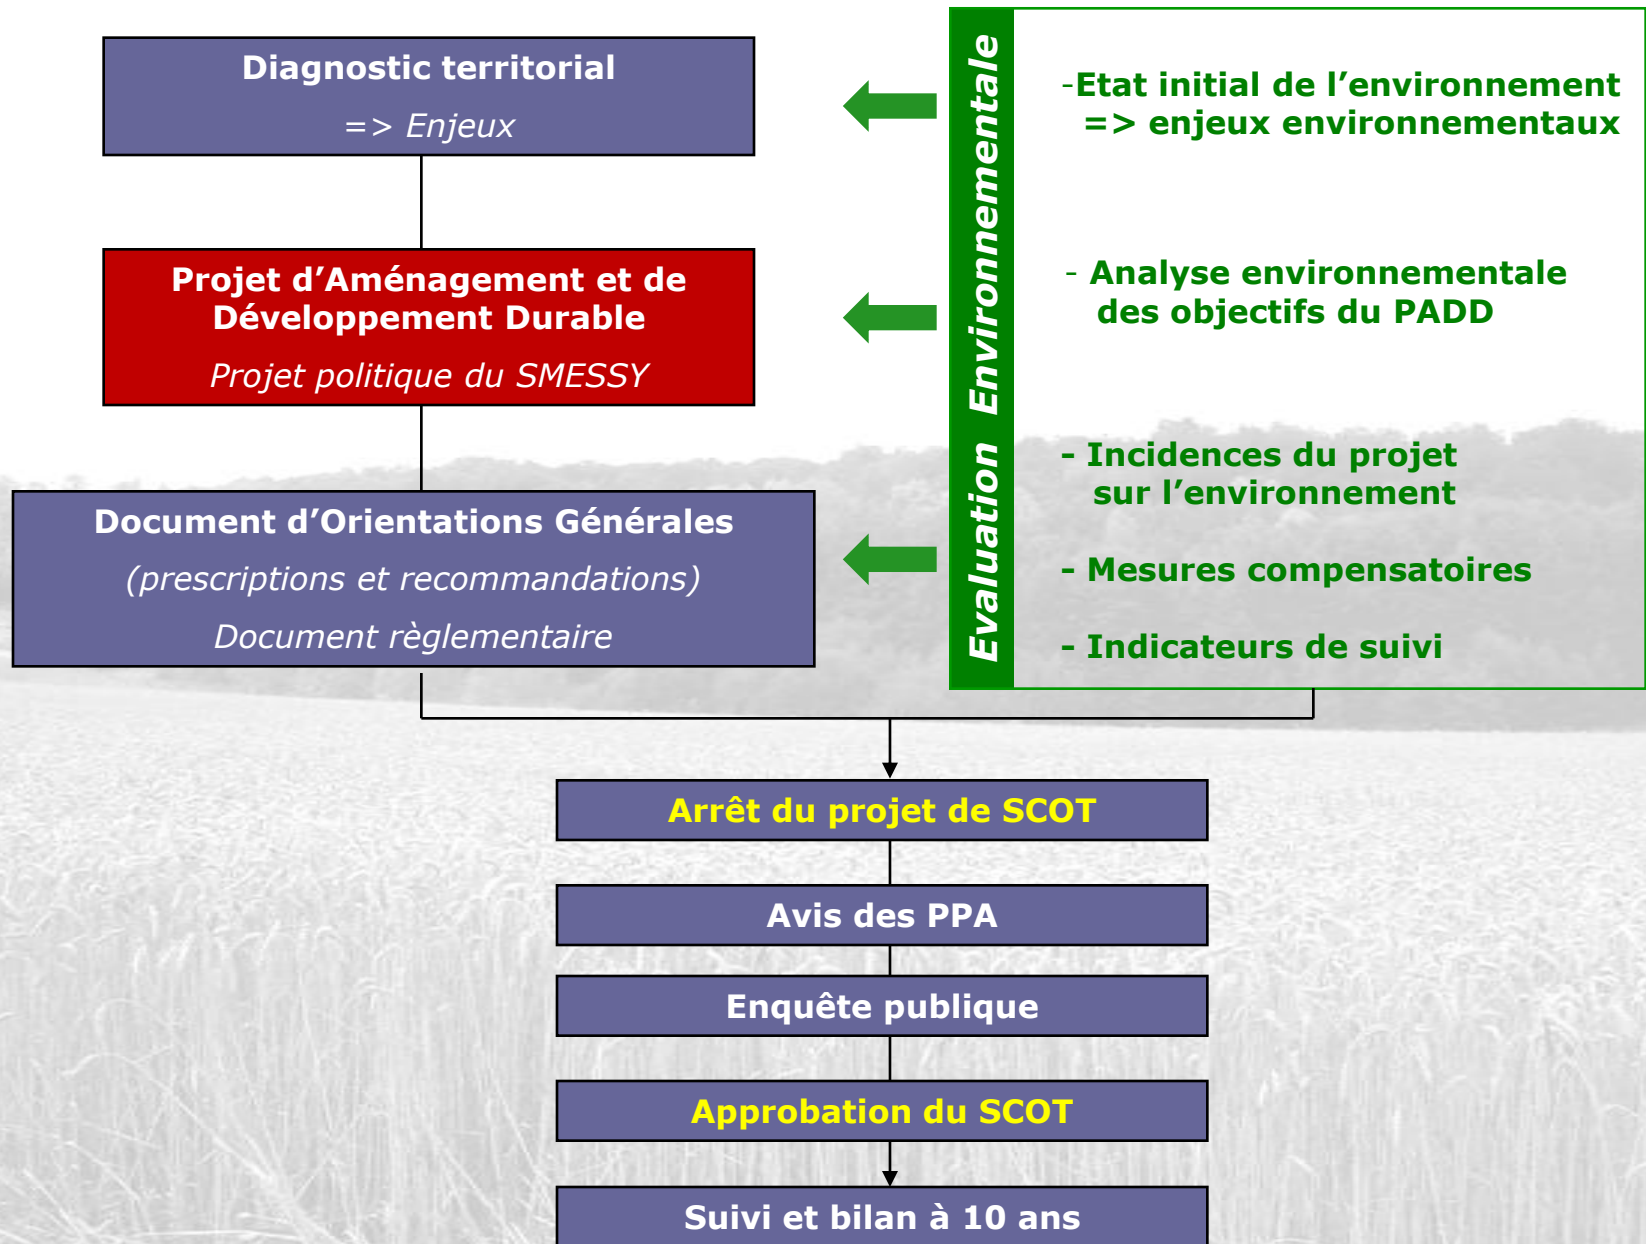 Diagnostic territorial
=> Enjeux
Projet d’Aménagement et de
Développement Durable
Projet politique du SMESSY
Document d’Orientations Générales
(prescriptions et recommandations)
Document règlementaire
Evaluation Environnementale
-Etat initial de l’environnement
=> enjeux environnementaux
- Analyse environnementale
des objectifs du PADD
- Incidences du projet
sur l’environnement
- Mesures compensatoires
- Indicateurs de suivi
Arrêt du projet de SCOT
Avis des PPA
Enquête publique
Approbation du SCOT
Suivi et bilan à 10 ans